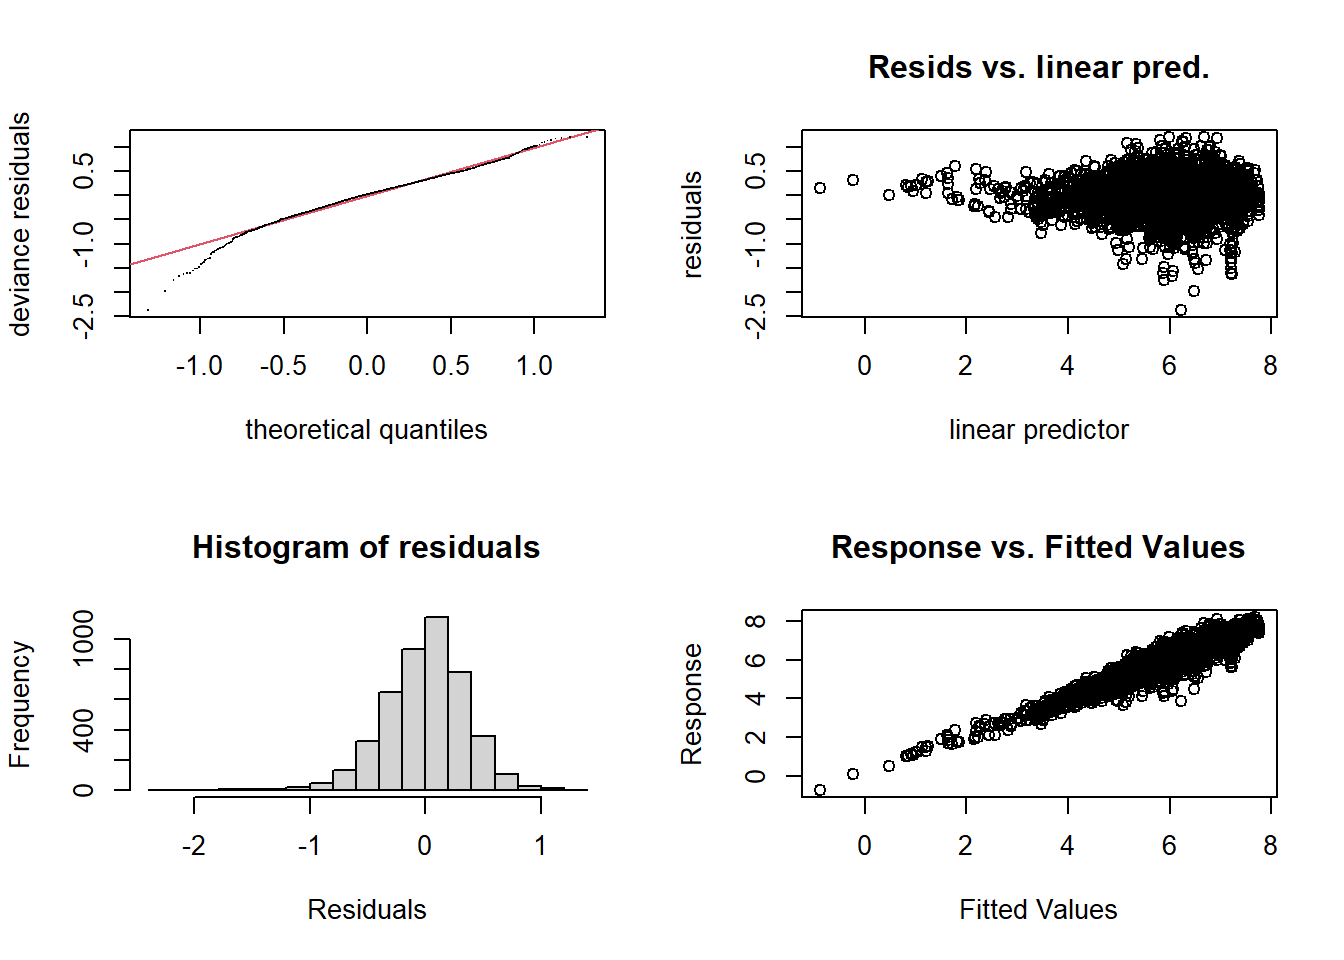 deviance residuals
0.5
-1.0
-2.5
-1.0 -0.5 0.0 0.5 1.0
theoretical quantiles
Resids vs. linear pred.
residuals
0.5
-1.0
-2.5
0 2 4 6 8
linear predictor
Histogram of residuals
Frequency
1000
400
0
-2 -1 0 1
Residuals
Response vs. Fitted Values
Response
8
6
4
2
0
0 2 4 6 8
Fitted Values